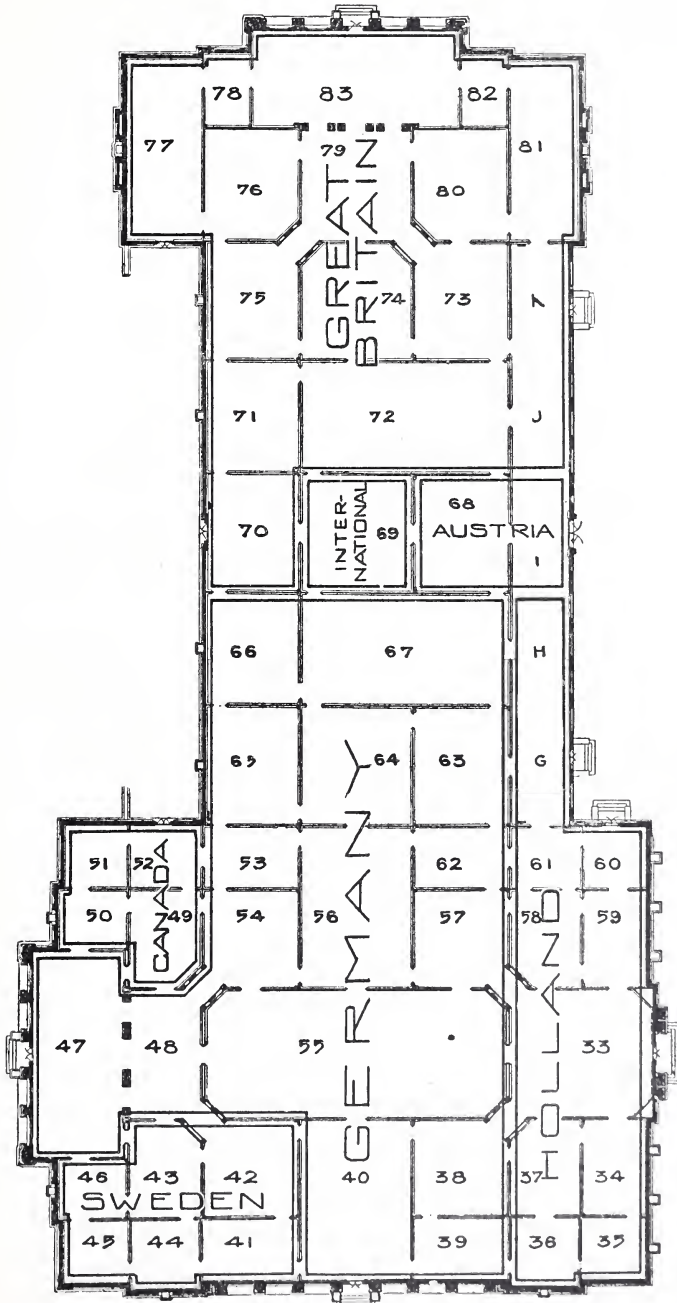 78 83 82
77 79 81
76 80
GREAT
BRITAIN
75 74 73 7
71 72 J
70 INTER-
NATIONAL 69 68
AUSTRIA
I
66 67 H
65 64 63 G
51 52 53 62 61 60
CANADA
50 49 54 56 57 58 59
GERMANY
HOLLAND
47 48 55 33
46 43 42 40 38 37 34
SWEDEN
45 44 41 39 36 35